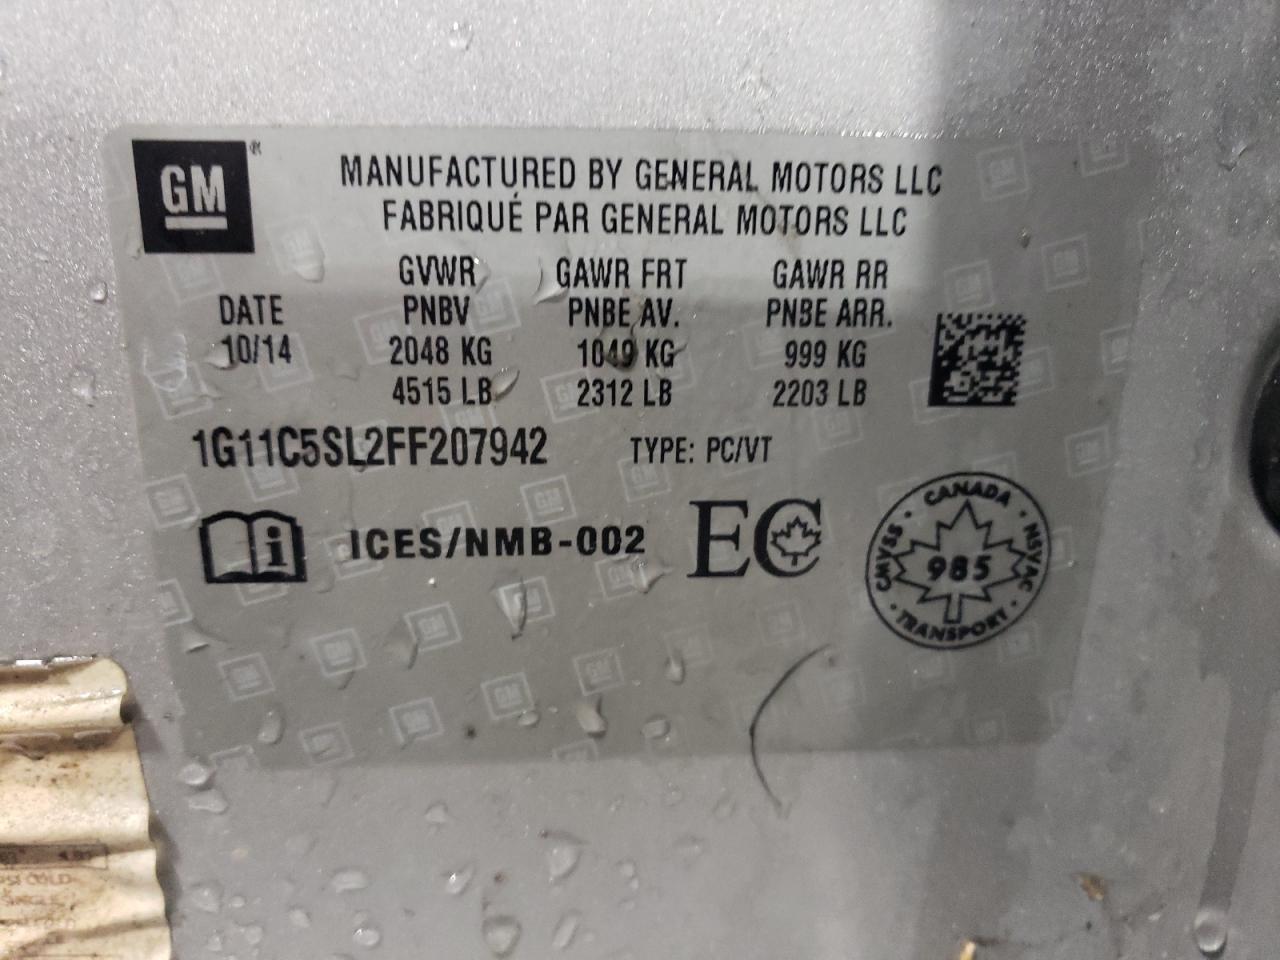 GM
MANUFACTURED BY GENERAL MOTORS LLC
FABRIQUÉ PAR GENERAL MOTORS LLC
GVWR GAWR FRT GAWR RR
DATE PNBV PNBE AV. PNBE ARR.
10/14 2048 KG 1049 KG 999 KG
4515 LB 2312 LB 2203 LB
1G11C5SL2FF207942 TYPE: PC/VT
i ICES/NMB-002 EC
CANADA
CMVSS · NSVAC
985
TRANSPORT
COLD